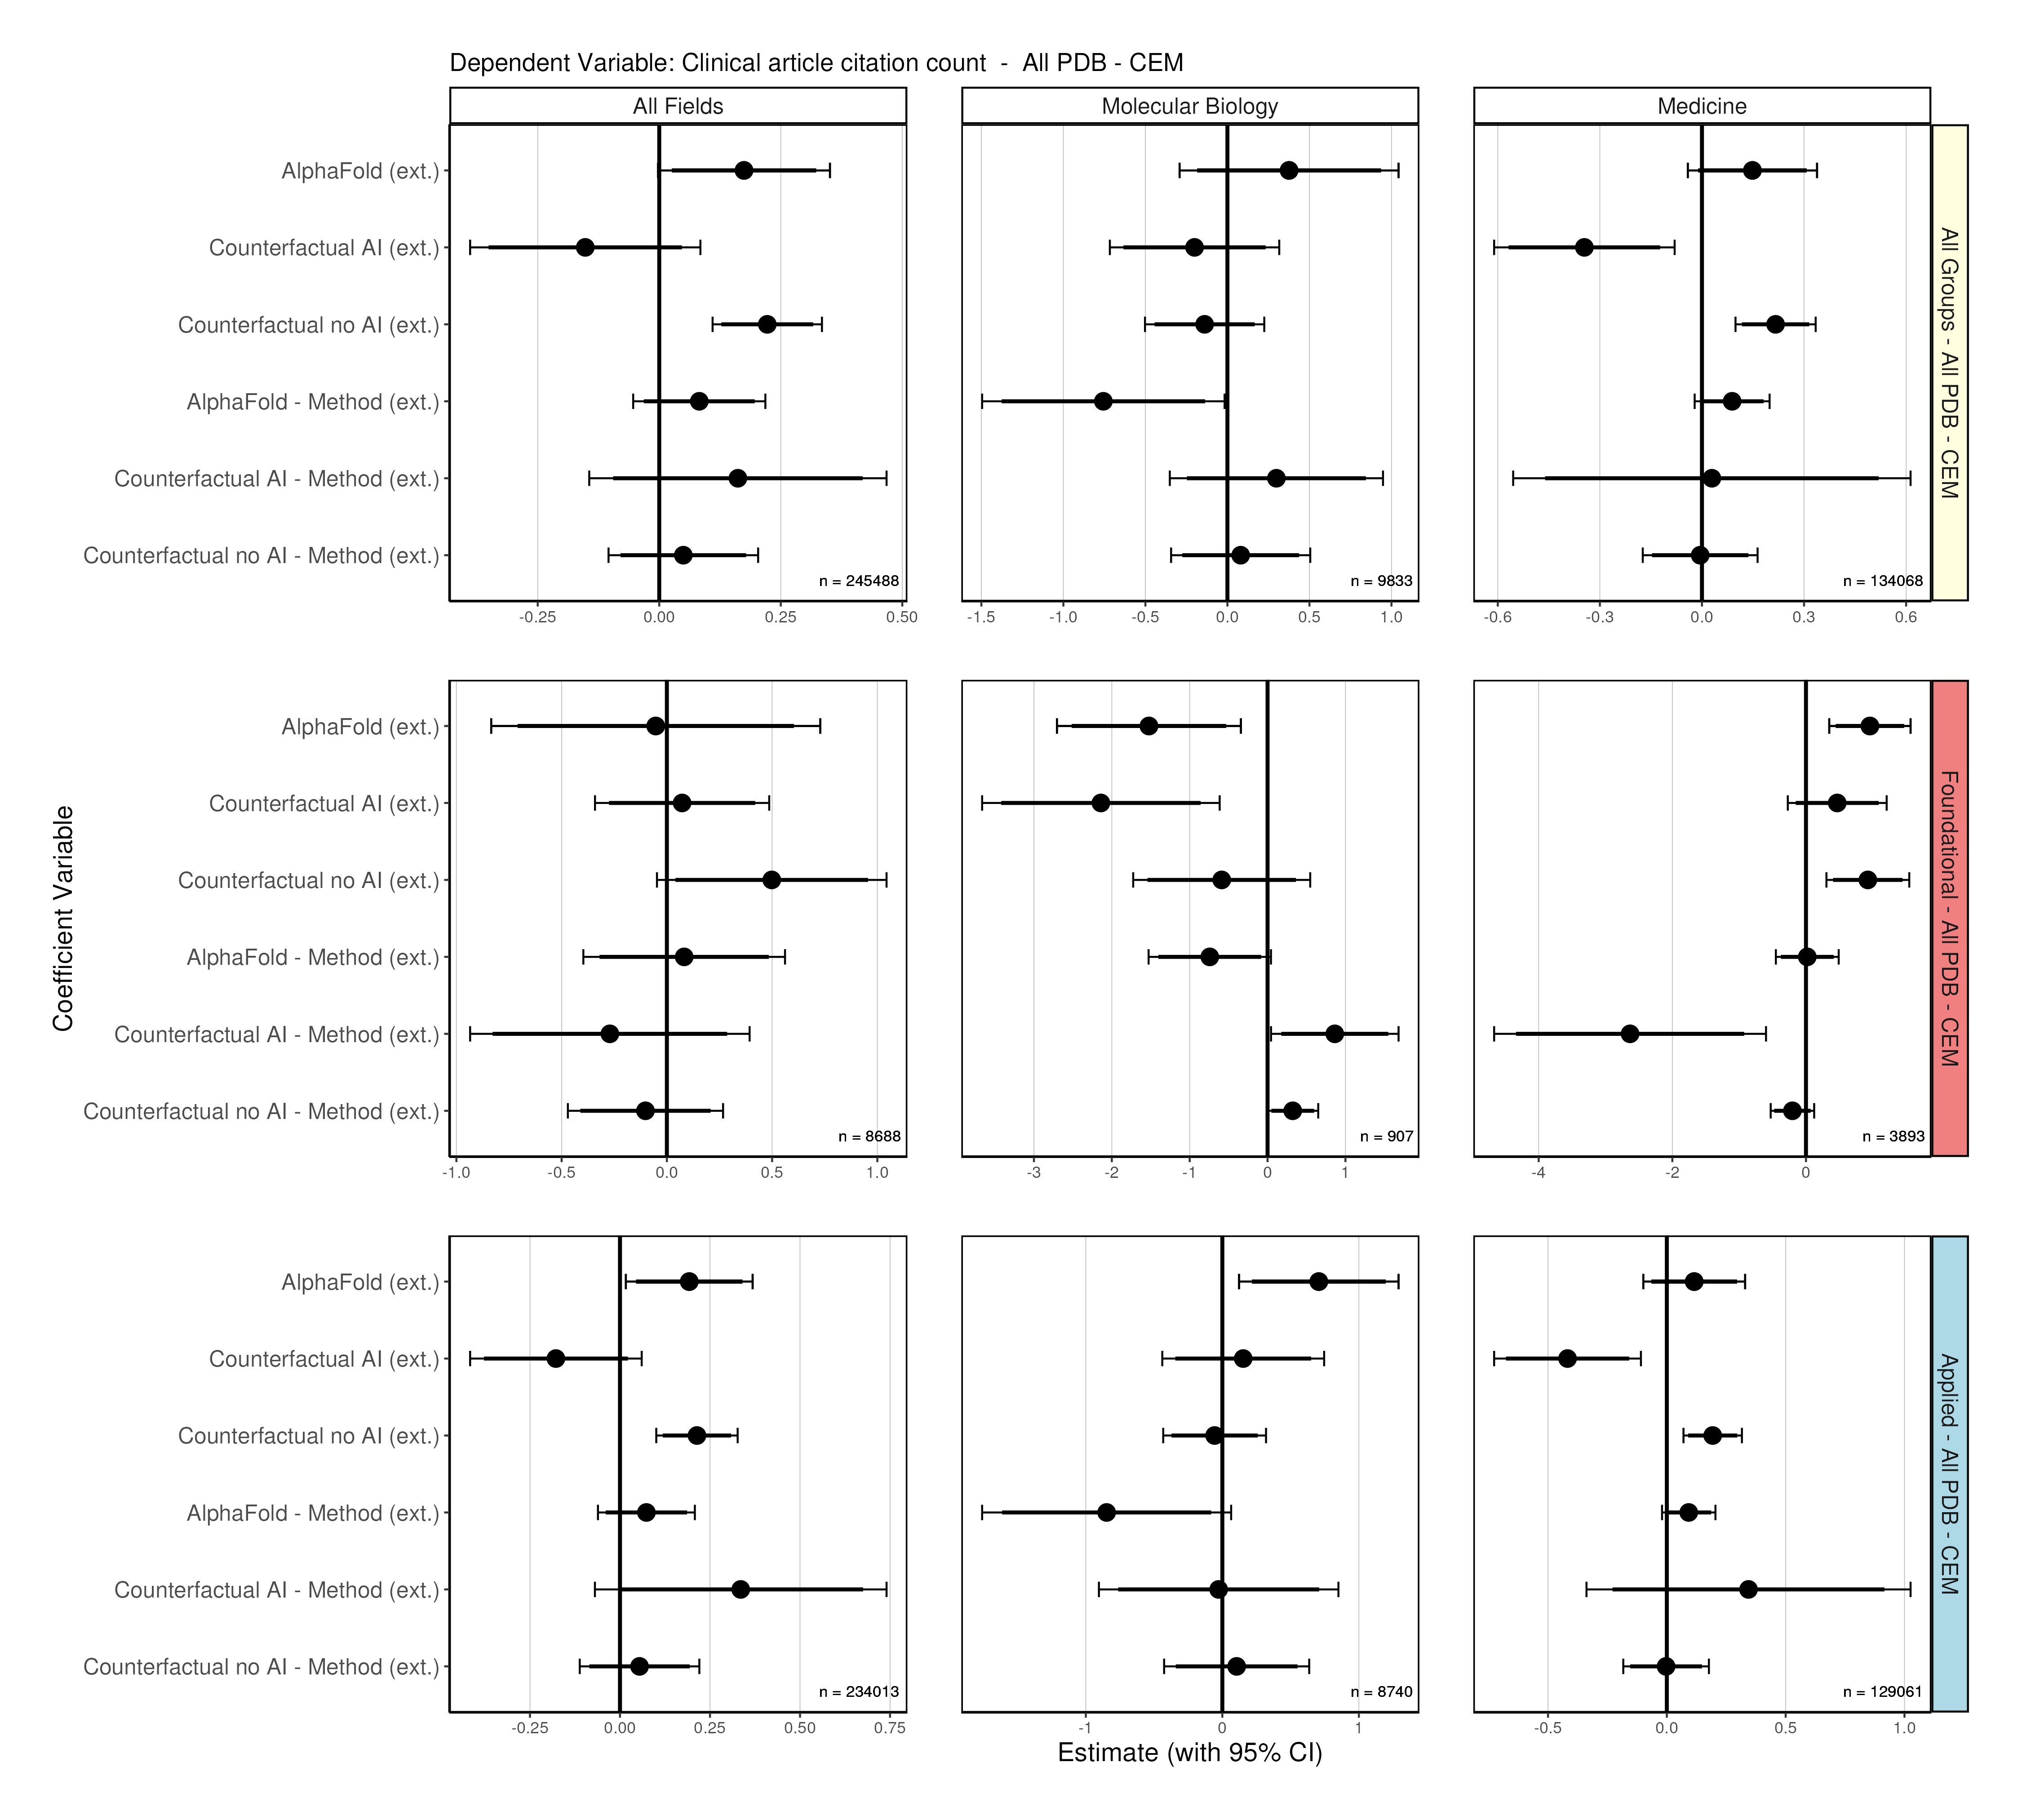 Dependent Variable: Clinical article citation count - All PDB - CEM
All Fields
Molecular Biology
Medicine
AlphaFold (ext.)
Counterfactual AI (ext.)
Counterfactual no AI (ext.)
AlphaFold - Method (ext.)
Counterfactual AI - Method (ext.)
Counterfactual no AI - Method (ext.)
n = 245488
n = 9833
n = 134068
All Groups - All PDB - CEM
-0.25 0.00 0.25 0.50
-1.5 -1.0 -0.5 0.0 0.5 1.0
-0.6 -0.3 0.0 0.3 0.6
Coefficient Variable
AlphaFold (ext.)
Counterfactual AI (ext.)
Counterfactual no AI (ext.)
AlphaFold - Method (ext.)
Counterfactual AI - Method (ext.)
Counterfactual no AI - Method (ext.)
n = 8688
n = 907
n = 3893
Foundational - All PDB - CEM
-1.0 -0.5 0.0 0.5 1.0
-3 -2 -1 0 1
-4 -2 0
AlphaFold (ext.)
Counterfactual AI (ext.)
Counterfactual no AI (ext.)
AlphaFold - Method (ext.)
Counterfactual AI - Method (ext.)
Counterfactual no AI - Method (ext.)
n = 234013
n = 8740
n = 129061
Applied - All PDB - CEM
-0.25 0.00 0.25 0.50 0.75
-1 0 1
-0.5 0.0 0.5 1.0
Estimate (with 95% CI)